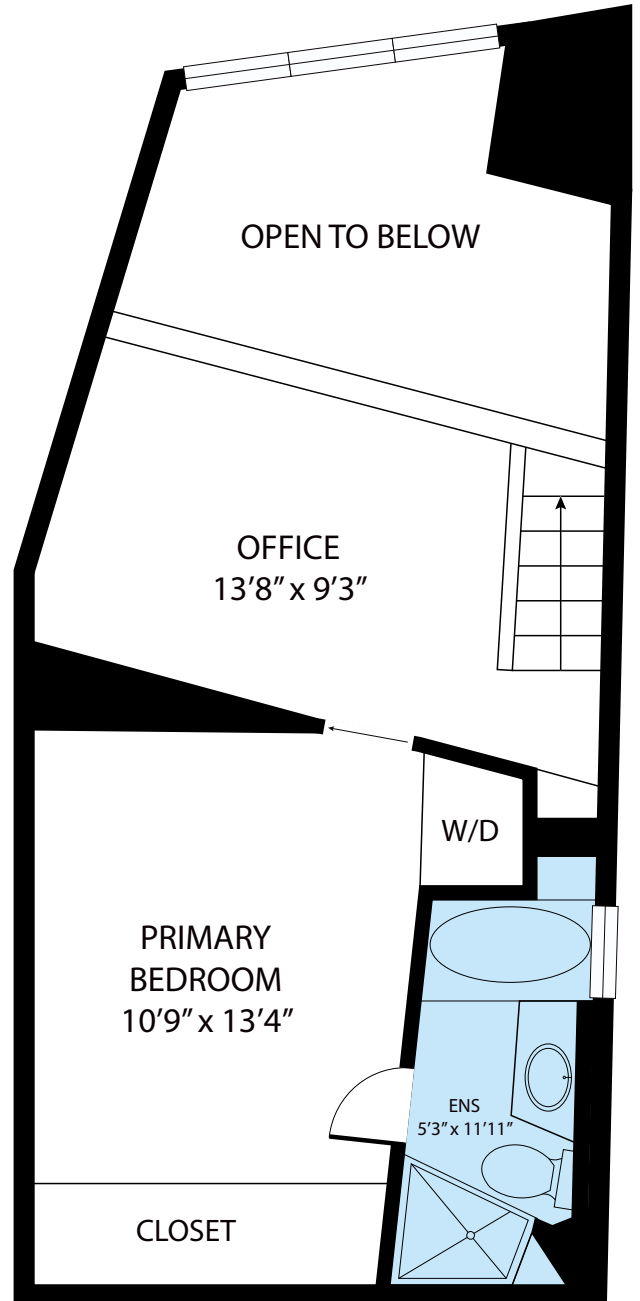 OPEN TO BELOW
OFFICE
13’8” x 9’3”
W/D
PRIMARY
BEDROOM
10’9” x 13’4”
ENS
5’3” x 11’11”
CLOSET